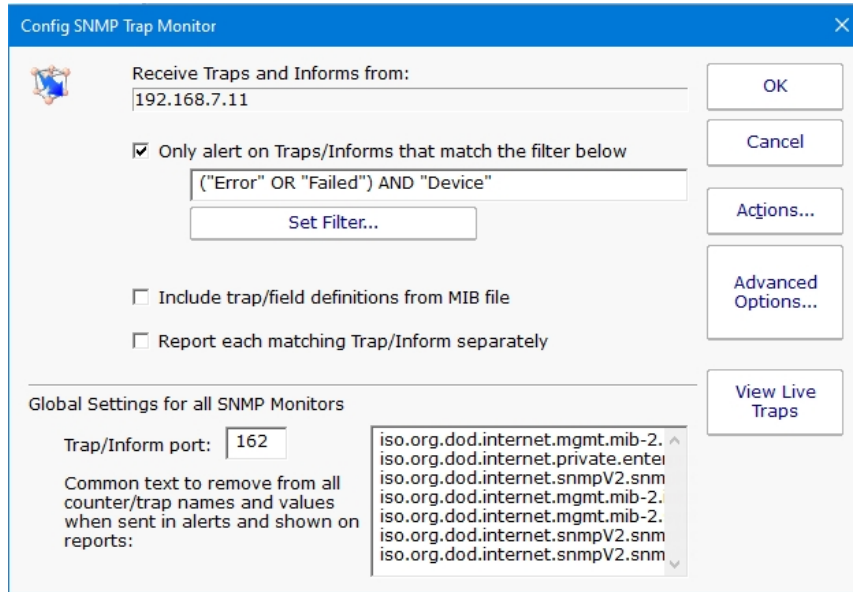 Config SNMP Trap Monitor
Receive Traps and Informs from:
192.168.7.11
OK
Cancel
Only alert on Traps/Informs that match the filter below
("Error" OR "Failed") AND "Device"
Set Filter...
Actions...
Advanced
Options...
Include trap/field definitions from MIB file
Report each matching Trap/Inform separately
View Live
Traps
Global Settings for all SNMP Monitors
Trap/Inform port: 162
Common text to remove from all
counter/trap names and values
when sent in alerts and shown on
reports:
iso.org.dod.internet.mgmt.mib-2.
iso.org.dod.internet.private.enter
iso.org.dod.internet.snmpV2.snm
iso.org.dod.internet.mgmt.mib-2.
iso.org.dod.internet.mgmt.mib-2.
iso.org.dod.internet.snmpV2.snm
iso.org.dod.internet.snmpV2.snm